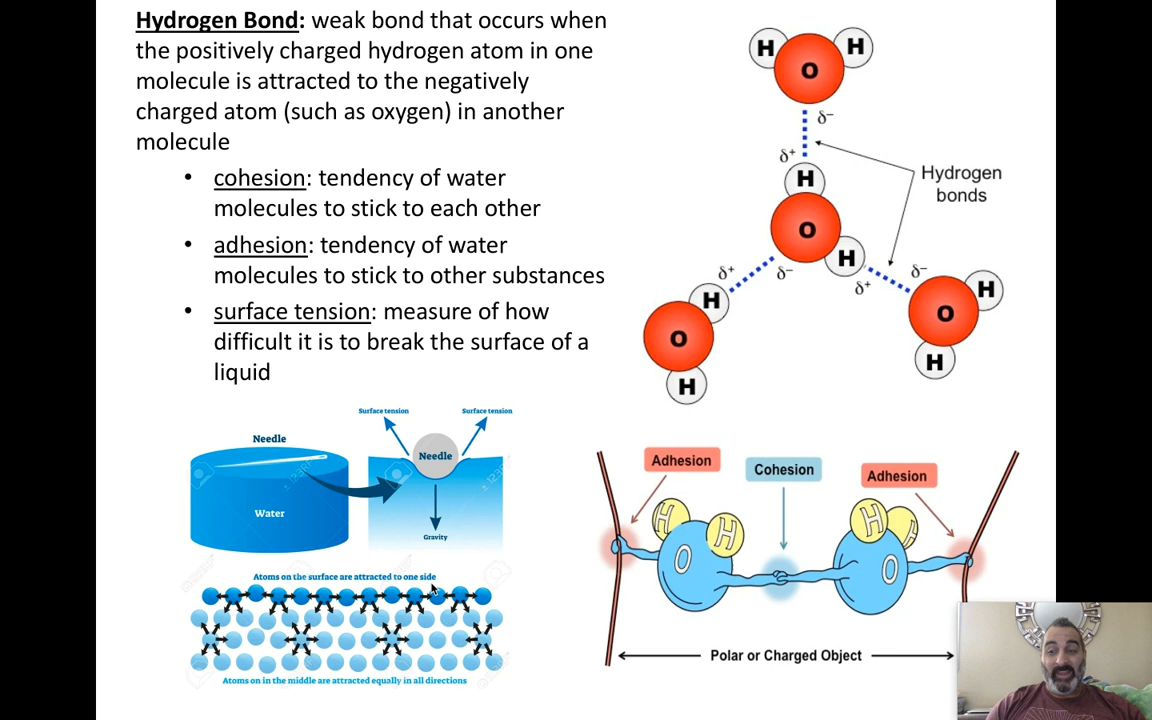 Hydrogen Bond: weak bond that occurs when
the positively charged hydrogen atom in one
molecule is attracted to the negatively
charged atom (such as oxygen) in another
molecule
• cohesion: tendency of water
molecules to stick to each other
• adhesion: tendency of water
molecules to stick to other substances
• surface tension: measure of how
difficult it is to break the surface of a
liquid
H H
O
δ−
δ+
Hydrogen
bonds
H
O
H
δ+
δ−
δ+
δ−
H
O
H
H
O
H
Surface tension
Surface tension
Needle
Needle
Water
Gravity
Atoms on the surface are attracted to one side
Atoms on in the middle are attracted equally in all directions
Adhesion
Cohesion
Adhesion
H H
O
H H
O
Polar or Charged Object